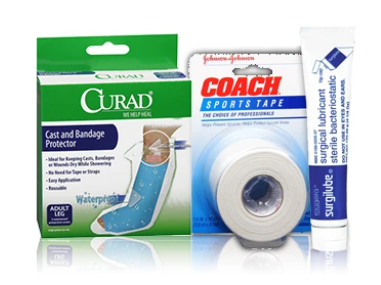 CURAD®
WE HELP HEAL
Cast and Bandage
Protector
• Ideal for Keeping Casts, Bandages
or Wounds Dry While Showering
• No Need for Tape or Straps
• Easy Application
• Reusable
Waterproof
ADULT
LEG
Johnson & Johnson
COACH
SPORTS TAPE
THE CHOICE OF PROFESSIONALS
surgilube®
surgical lubricant
sterile bacteriostatic
DO NOT USE IN EYES AND EARS.